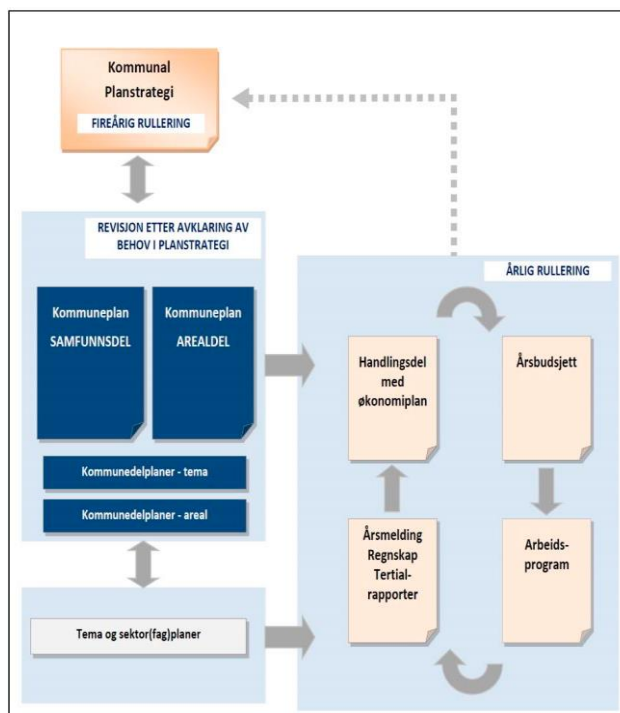 Kommunal
Planstrategi
FIREÅRIG RULLERING
REVISJON ETTER AVKLARING AV
BEHOV I PLANSTRATEGI
Kommuneplan
SAMFUNNSDEL
Kommuneplan
AREALDEL
Kommunedelplaner - tema
Kommunedelplaner - areal
Tema og sektor(fag)planer
ÅRLIG RULLERING
Handlingsdel
med
økonomiplan
Årsbudsjett
Årsmelding
Regnskap
Tertial-
rapporter
Arbeids-
program